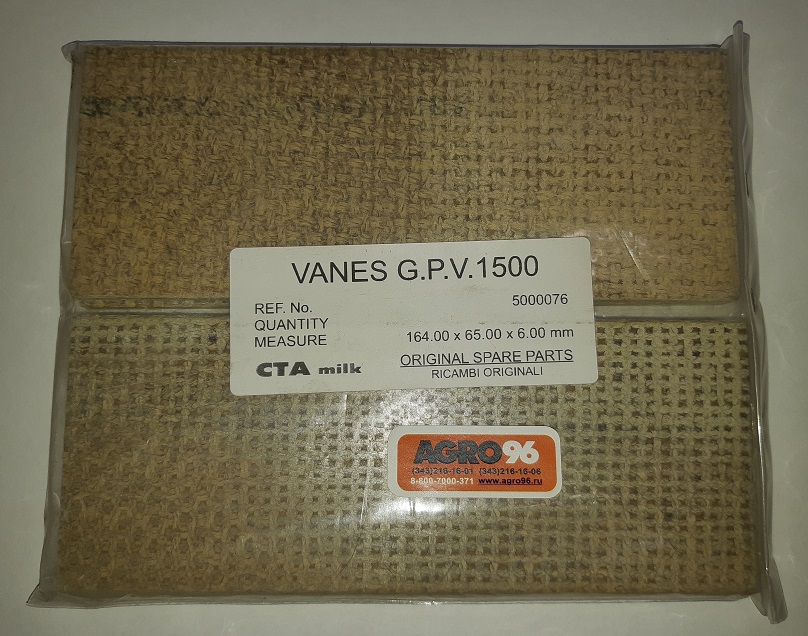 VANES G.P.V.1500
REF. No. 5000076
QUANTITY
MEASURE 164.00 x 65.00 x 6.00 mm
CTA milk ORIGINAL SPARE PARTS
RICAMBI ORIGINALI
AGRO96
(343)216-16-01 (343)216-16-06
8-800-7000-371 www.agro96.ru